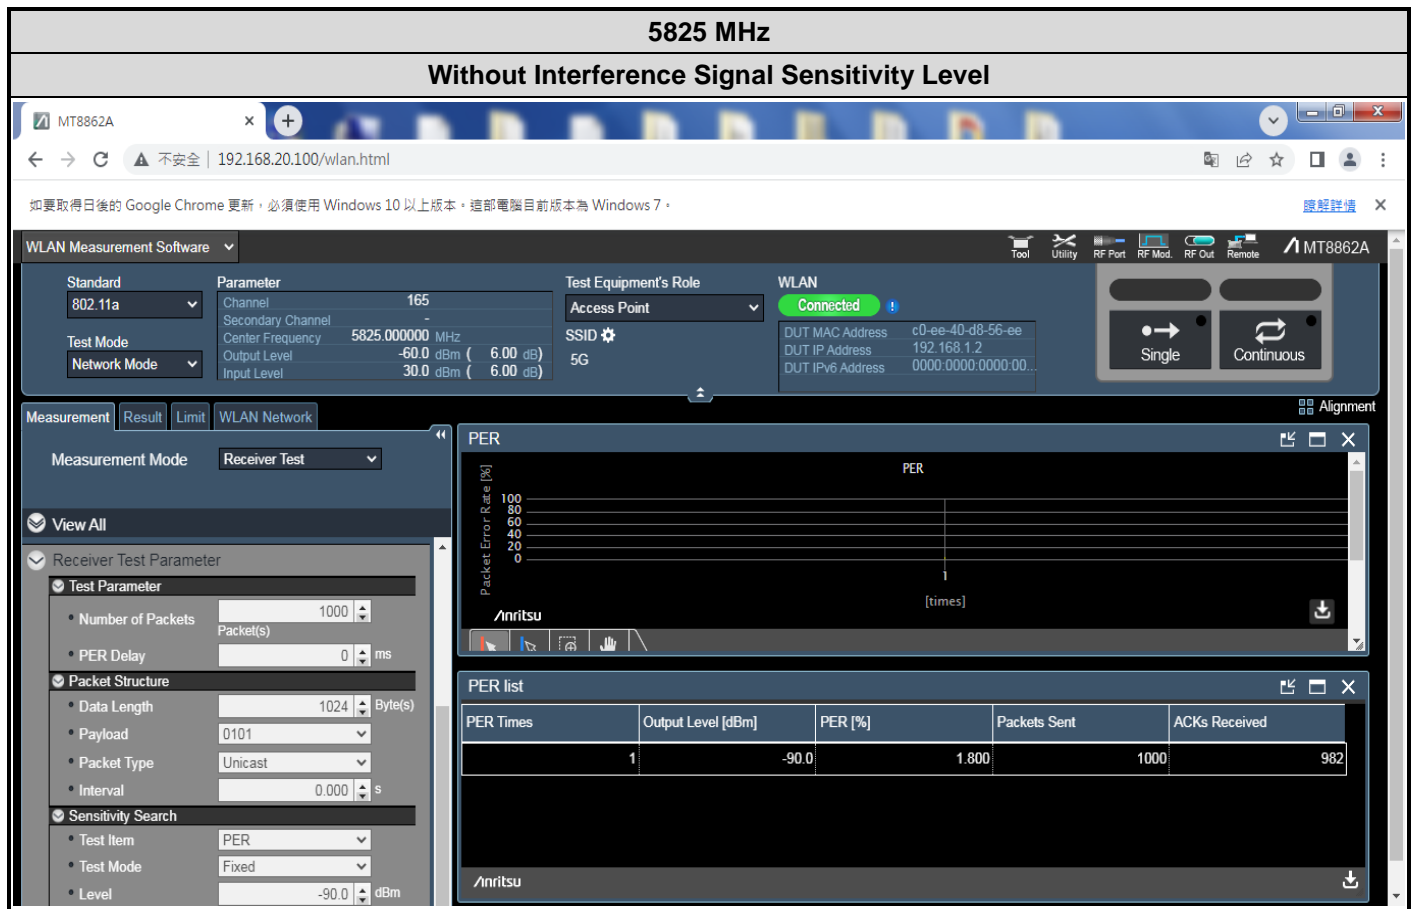 5825 MHz
Without Interference Signal Sensitivity Level
MT8862A
不安全 192.168.20.100/wlan.html
如要取得日後的 Google Chrome 更新，必須使用 Windows 10 以上版本。這部電腦目前版本為 Windows 7。 瞭解詳情
WLAN Measurement Software Tool Utility RF Port RF Mod. RF Out Remote MT8862A
Standard Parameter Test Equipment's Role WLAN
802.11a Channel 165 Access Point Connected
Secondary Channel -
Test Mode Center Frequency 5825.000000 MHz SSID DUT MAC Address c0-ee-40-d8-56-ee
Network Mode Output Level -60.0 dBm ( 6.00 dB) 5G DUT IP Address 192.168.1.2
Input Level 30.0 dBm ( 6.00 dB) DUT IPv6 Address 0000:0000:0000:00...
Single Continuous
Alignment
Measurement Result Limit WLAN Network
Measurement Mode Receiver Test
View All
Receiver Test Parameter
Test Parameter
Number of Packets 1000
Packet(s)
PER Delay 0 ms
Packet Structure
Data Length 1024 Byte(s)
Payload 0101
Packet Type Unicast
Interval 0.000 s
Sensitivity Search
Test Item PER
Test Mode Fixed
Level -90.0 dBm
PER
PER
Packet Error Rate [%]
100
80
60
40
20
0
1
[times]
Anritsu
PER list
PER Times Output Level [dBm] PER [%] Packets Sent ACKs Received
1 -90.0 1.800 1000 982
Anritsu